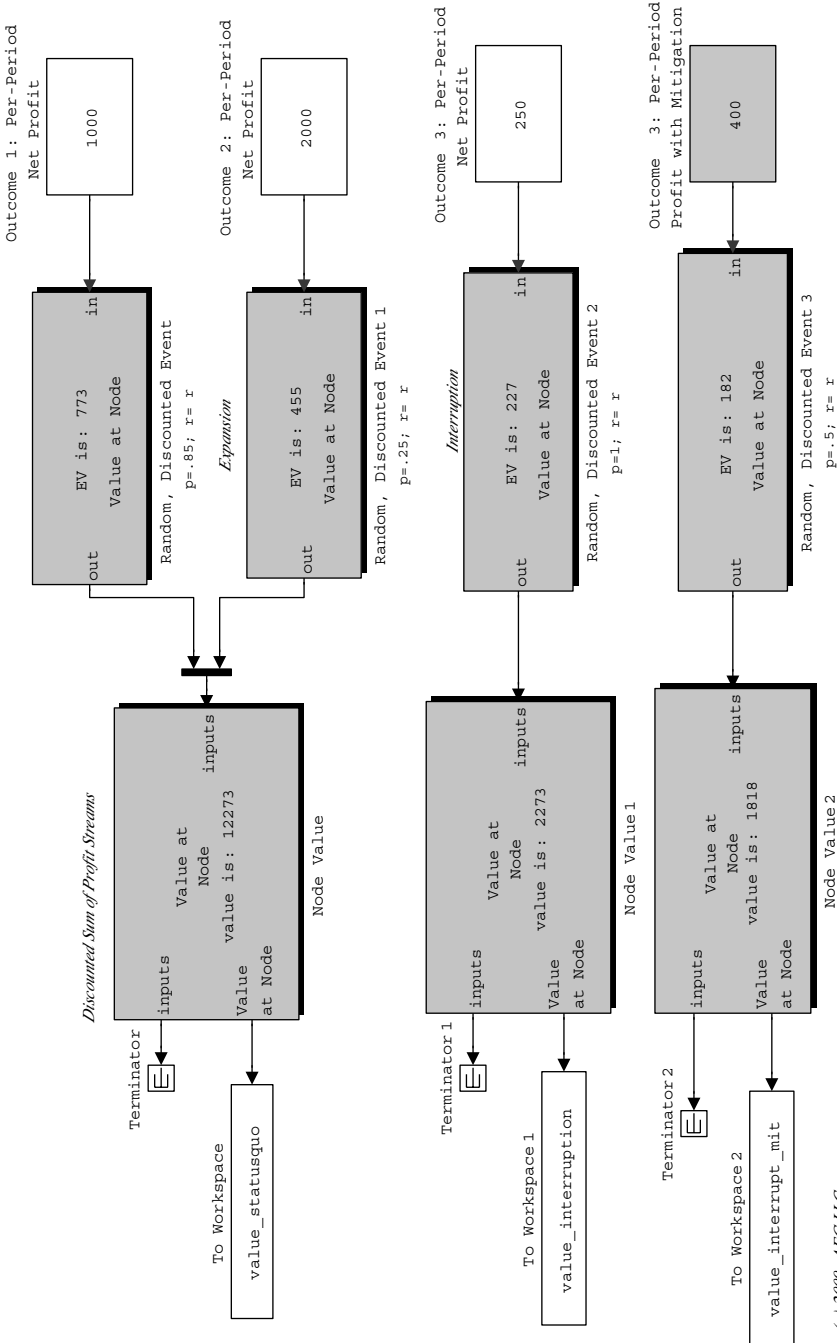 Discounted Sum of Profit Streams
Terminator
To Workspace
value_statusquo
inputs
Value
at Node
Value at
Node
value is: 12273
inputs
Node Value
out
EV is: 773
Value at Node
in
Random, Discounted Event
p=.85; r= r
Outcome 1: Per-Period
Net Profit
1000
Expansion
out
EV is: 455
Value at Node
in
Random, Discounted Event 1
p=.25; r= r
Outcome 2: Per-Period
Net Profit
2000
Terminator 1
To Workspace 1
value_interruption
inputs
Value
at Node
Value at
Node
value is: 2273
inputs
Node Value 1
Interruption
out
EV is: 227
Value at Node
in
Random, Discounted Event 2
p=1; r= r
Outcome 3: Per-Period
Net Profit
250
Terminator 2
To Workspace 2
value_interrupt_mit
inputs
Value
at Node
Value at
Node
value is: 1818
inputs
Node Value 2
out
EV is: 182
Value at Node
in
Random, Discounted Event 3
p=.5; r= r
Outcome 3: Per-Period
Profit with Mitigation
400